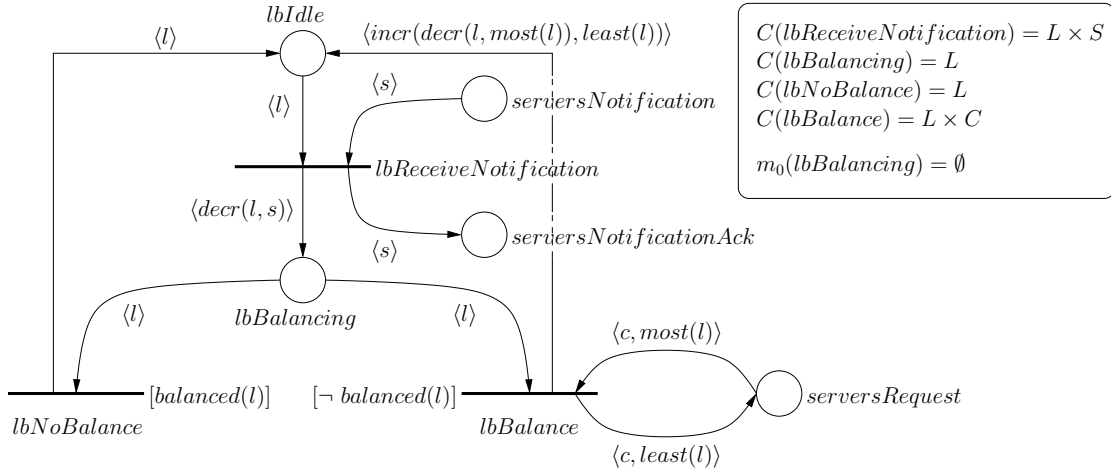 lbIdle
⟨l⟩
⟨incr(decr(l, most(l)), least(l))⟩
⟨l⟩
⟨s⟩
serversNotification
lbReceiveNotification
⟨decr(l, s)⟩
⟨s⟩
serversNotificationAck
lbBalancing
⟨l⟩
⟨l⟩
⟨c, most(l)⟩
[balanced(l)]
[¬ balanced(l)]
serversRequest
lbNoBalance
lbBalance
⟨c, least(l)⟩
C(lbReceiveNotification) = L × S
C(lbBalancing) = L
C(lbNoBalance) = L
C(lbBalance) = L × C
m₀(lbBalancing) = ∅